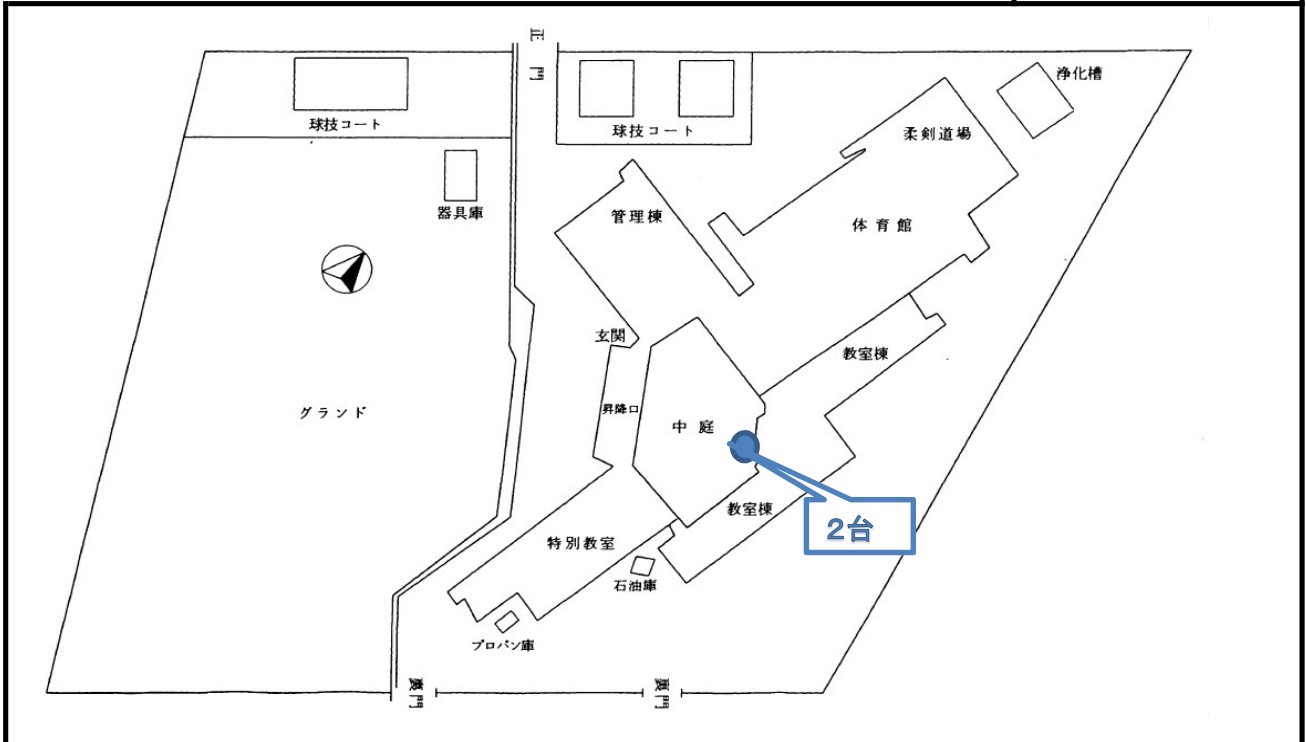 正門
浄化槽
球技コート
球技コート
柔剣道場
器具庫
管理棟
体育館
玄関
教室棟
グランド
昇降口
中庭
教室棟
2台
特別教室
石油庫
プロパン庫
裏門
裏門